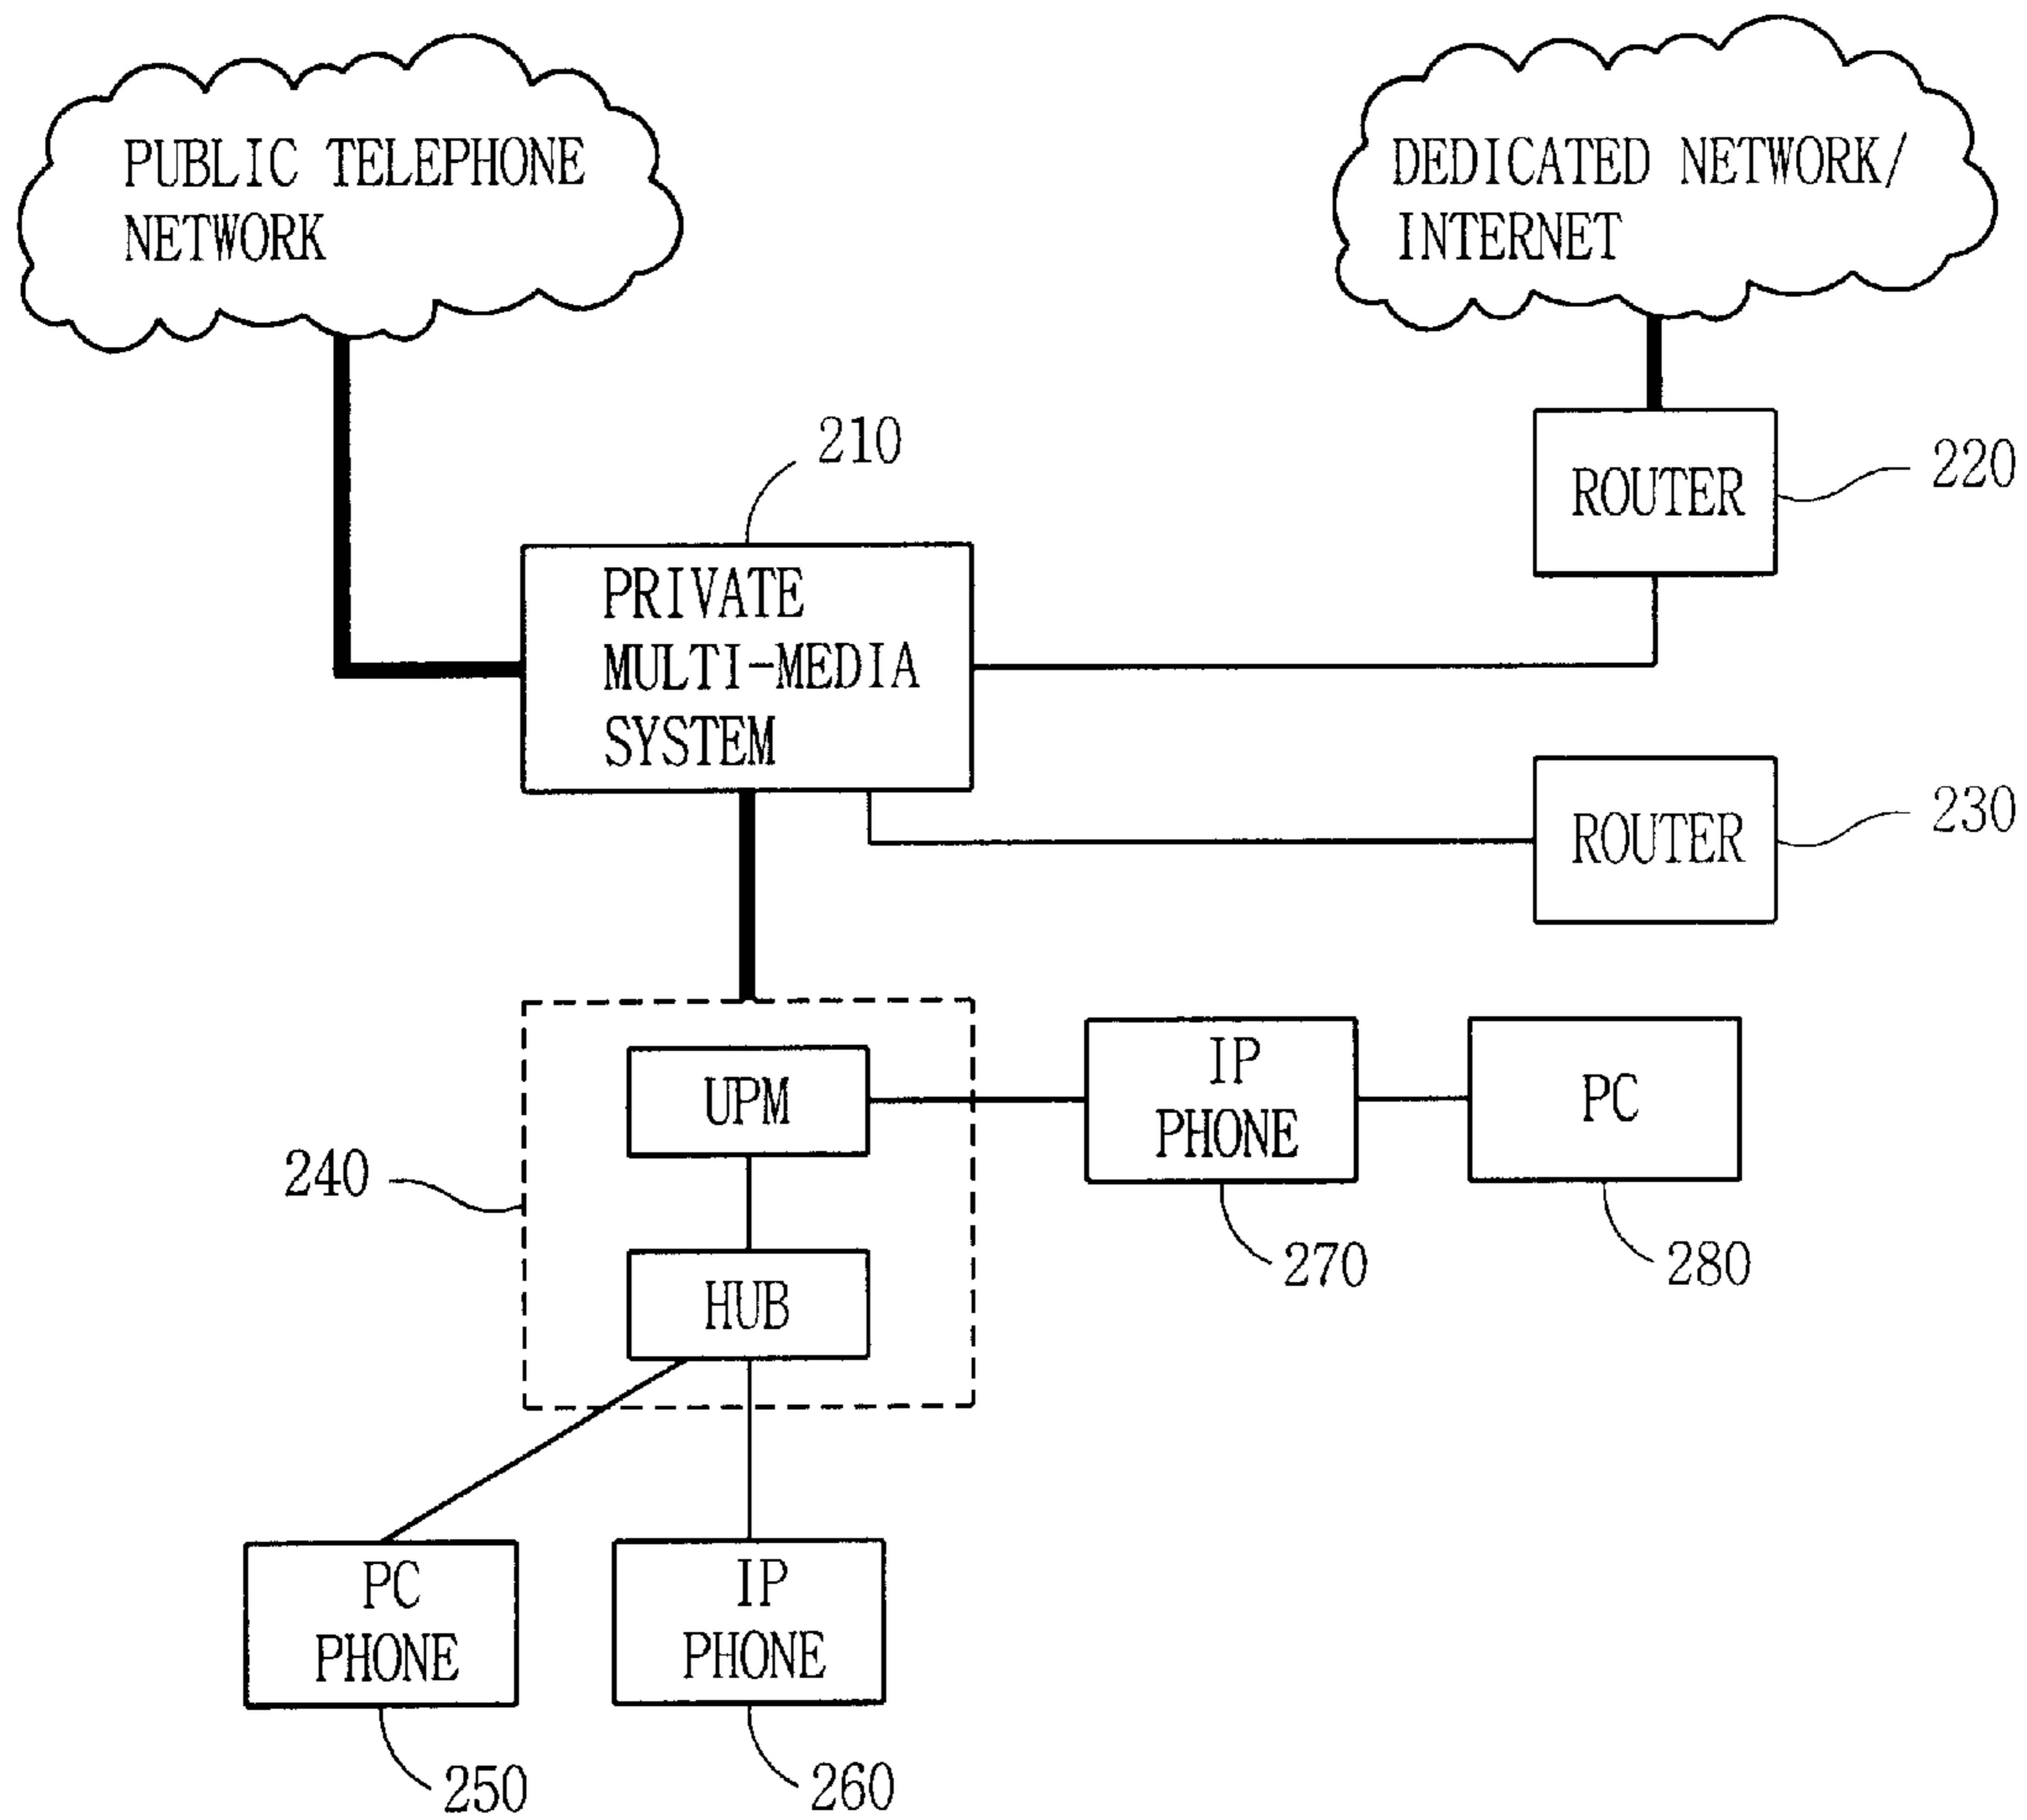 PUBLIC TELEPHONE
NETWORK
DEDICATED NETWORK/
INTERNET
210
ROUTER
220
PRIVATE
MULTI-MEDIA
SYSTEM
ROUTER
230
UPM
IP
PHONE
PC
240
270
280
HUB
PC
PHONE
IP
PHONE
250
260